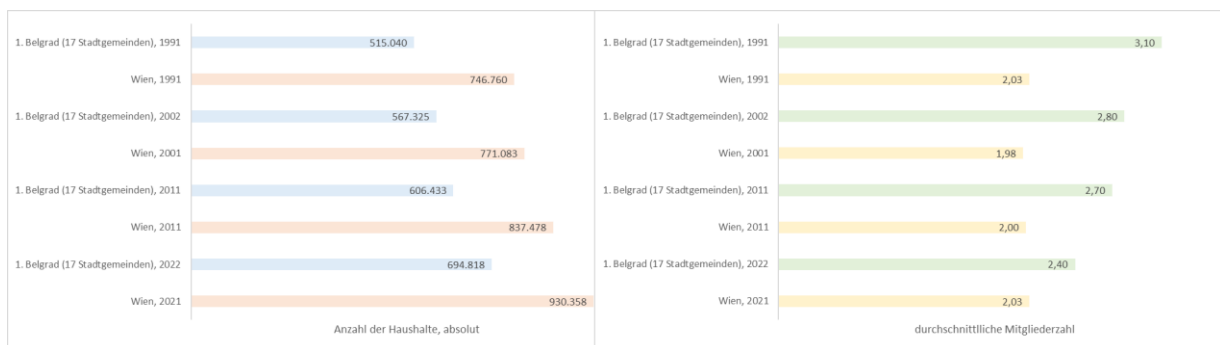 1. Belgrad (17 Stadtgemeinden), 1991
515.040
Wien, 1991
746.760
1. Belgrad (17 Stadtgemeinden), 2002
567.325
Wien, 2001
771.083
1. Belgrad (17 Stadtgemeinden), 2011
606.433
Wien, 2011
837.478
1. Belgrad (17 Stadtgemeinden), 2022
694.818
Wien, 2021
930.358
Anzahl der Haushalte, absolut
1. Belgrad (17 Stadtgemeinden), 1991
3,10
Wien, 1991
2,03
1. Belgrad (17 Stadtgemeinden), 2002
2,80
Wien, 2001
1,98
1. Belgrad (17 Stadtgemeinden), 2011
2,70
Wien, 2011
2,00
1. Belgrad (17 Stadtgemeinden), 2022
2,40
Wien, 2021
2,03
durchschnittlliche Mitgliederzahl